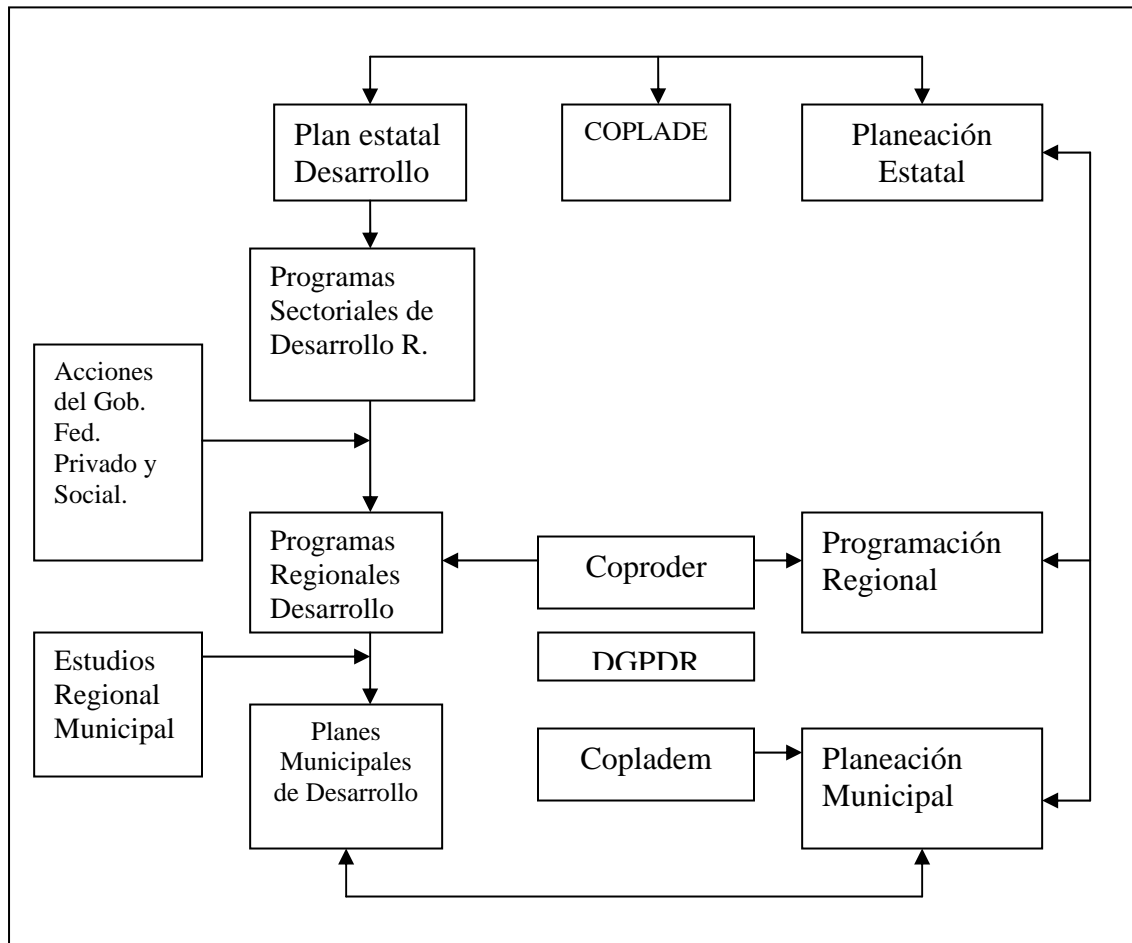 Plan estatal
Desarrollo
COPLADE
Planeación
Estatal
Programas
Sectoriales de
Desarrollo R.
Acciones
del Gob.
Fed.
Privado y
Social.
Programas
Regionales
Desarrollo
Coproder
Programación
Regional
DGPDR
Estudios
Regional
Municipal
Planes
Municipales
de Desarrollo
Copladem
Planeación
Municipal